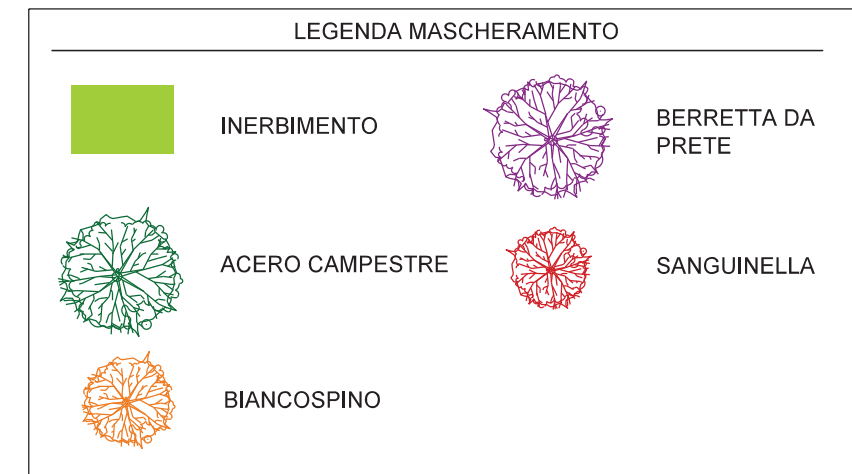 LEGENDA MASCHERAMENTO
INERBIMENTO
ACERO CAMPESTRE
BIANCOSPINO
BERRETTA DA
PRETE
SANGUINELLA